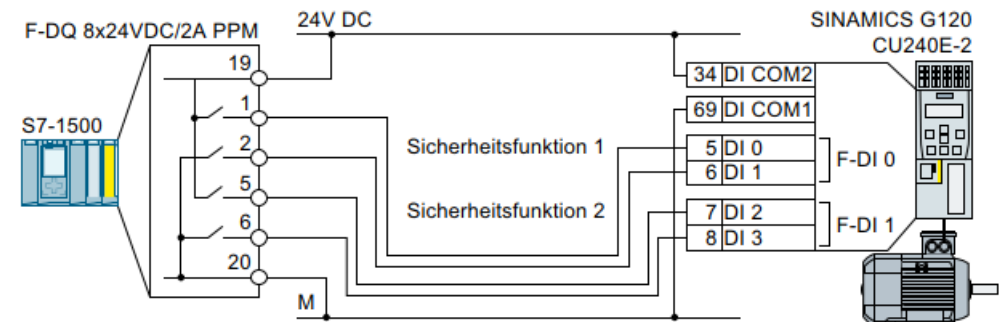 F-DQ 8x24VDC/2A PPM
24V DC
SINAMICS G120
CU240E-2
19
34 DI COM2
1
69 DI COM1
S7-1500
2
Sicherheitsfunktion 1
5 DI 0
6 DI 1
F-DI 0
5
Sicherheitsfunktion 2
7 DI 2
8 DI 3
F-DI 1
6
20
M